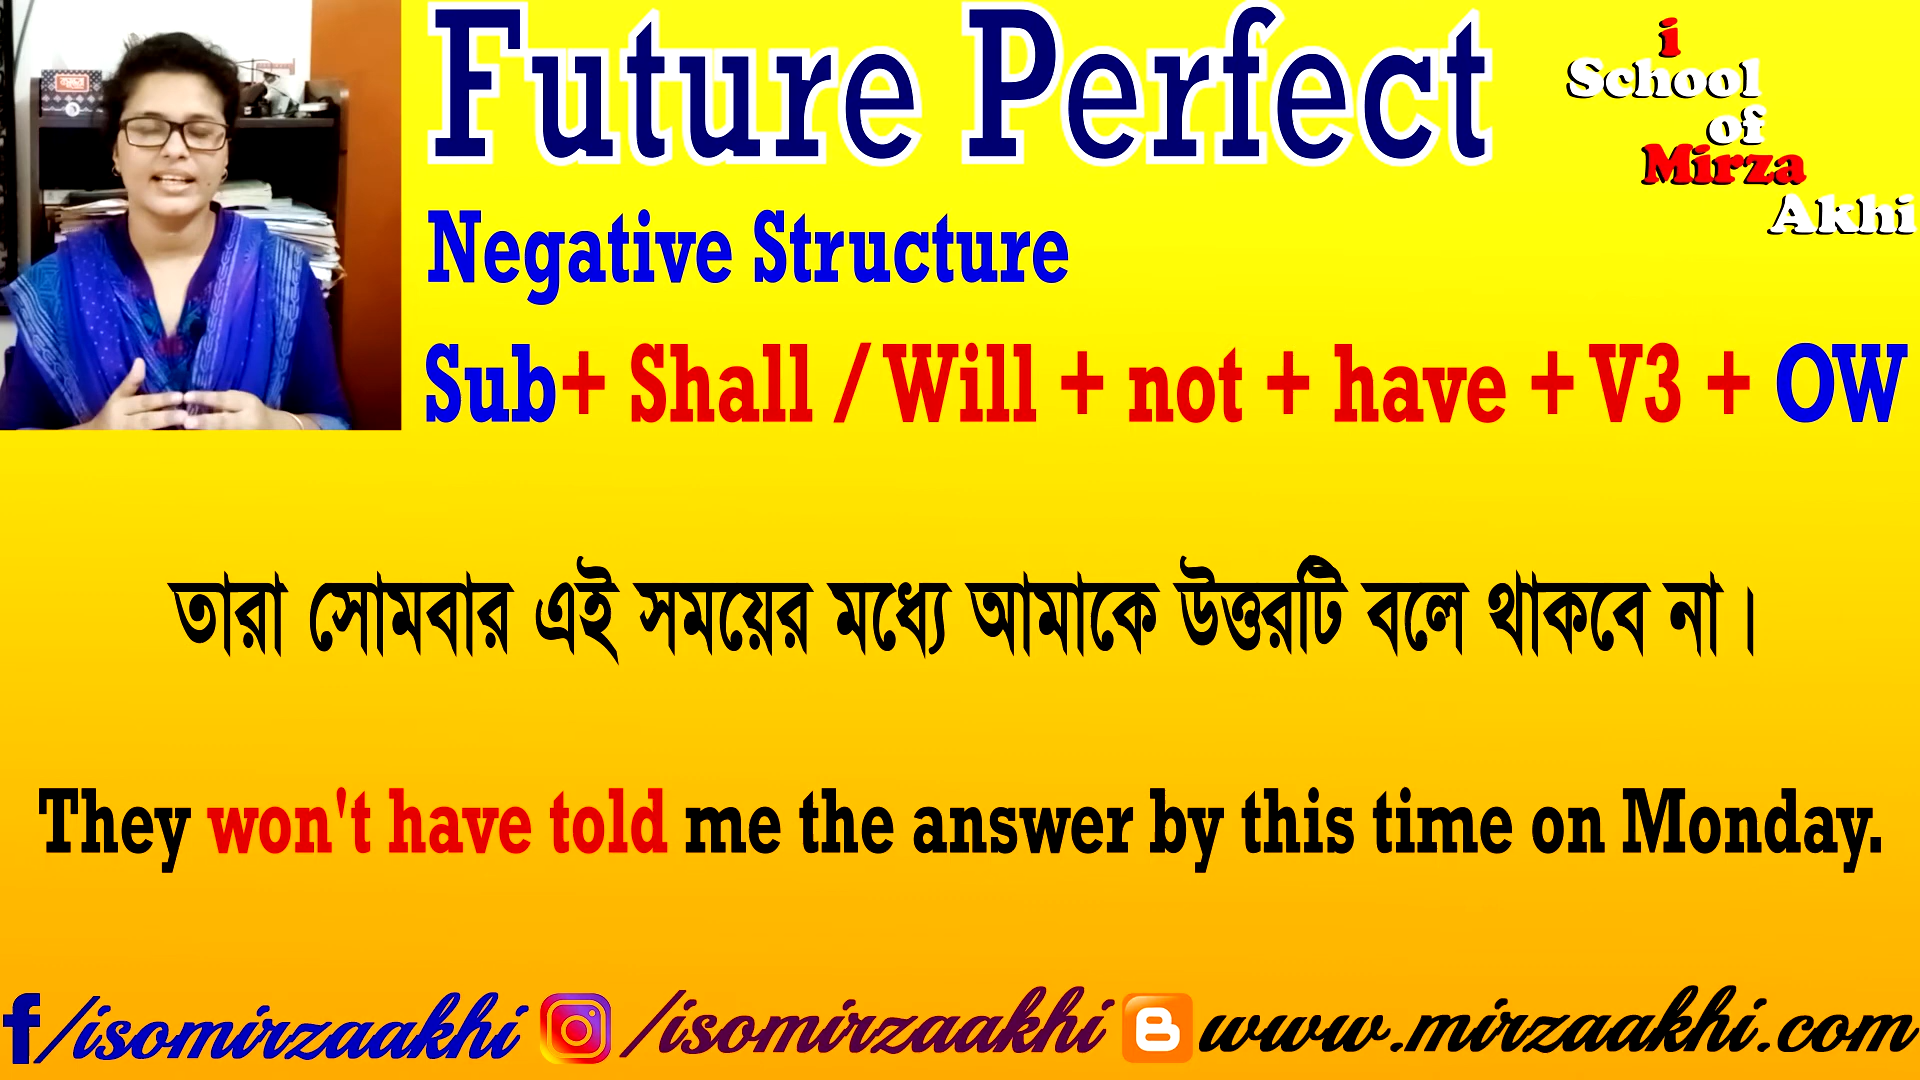 Future Perfect
i
School
of
Mirza
Akhi
Negative Structure
Sub+ Shall / Will + not + have + V3 + OW
তারা সোমবার এই সময়ের মধ্যে আমাকে উত্তরটি বলে থাকবে না।
They won't have told me the answer by this time on Monday.
/isomirzaakhi /isomirzaakhi www.mirzaakhi.com